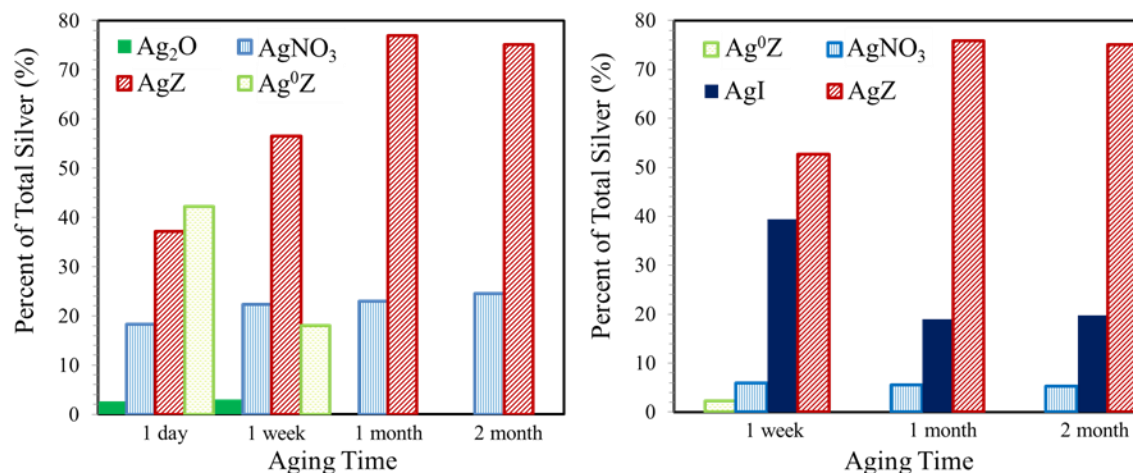 Percent of Total Silver (%)
80
70
60
50
40
30
20
10
0
Ag₂O
AgNO₃
AgZ
Ag⁰Z
1 day
1 week
1 month
2 month
Aging Time
Percent of Total Silver (%)
80
70
60
50
40
30
20
10
0
Ag⁰Z
AgNO₃
AgI
AgZ
1 week
1 month
2 month
Aging Time